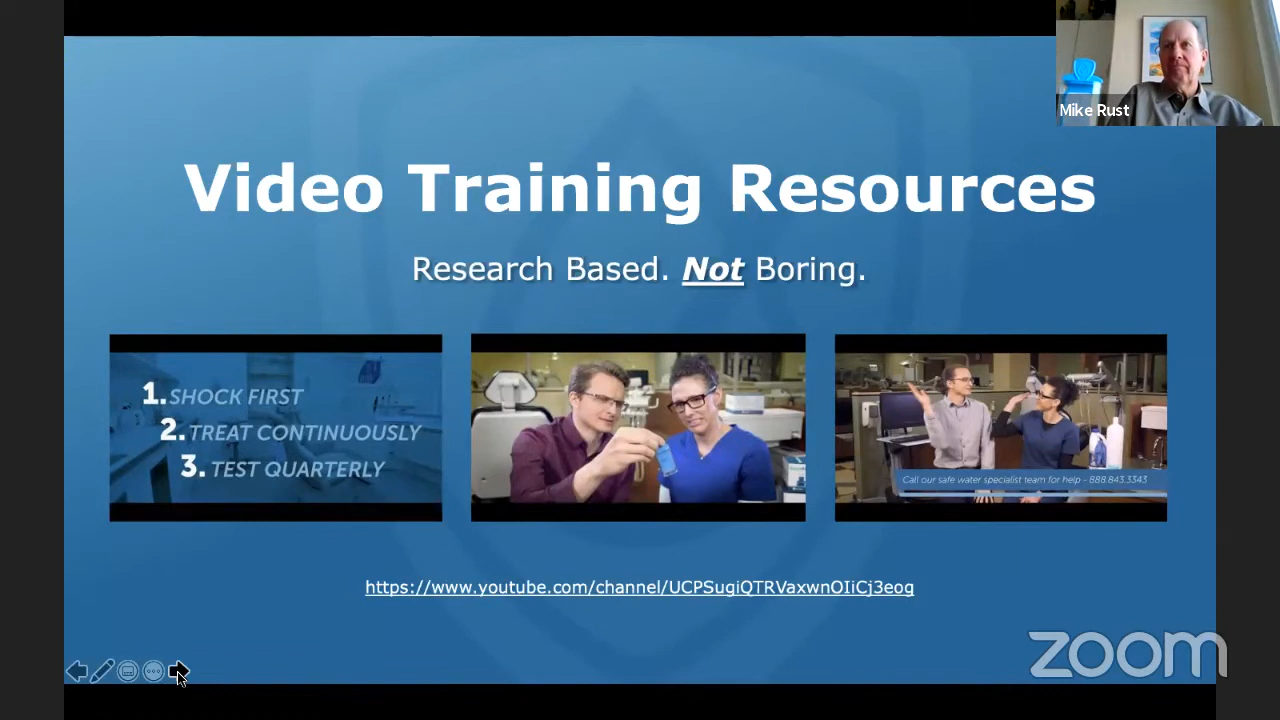 Mike Rust
Video Training Resources
Research Based. Not Boring.
1. SHOCK FIRST
2. TREAT CONTINUOUSLY
3. TEST QUARTERLY
Call our safe water specialist team for help - 888.843.3343
https://www.youtube.com/channel/UCPSugiQTRVaxwnOIiCj3eog
zoom